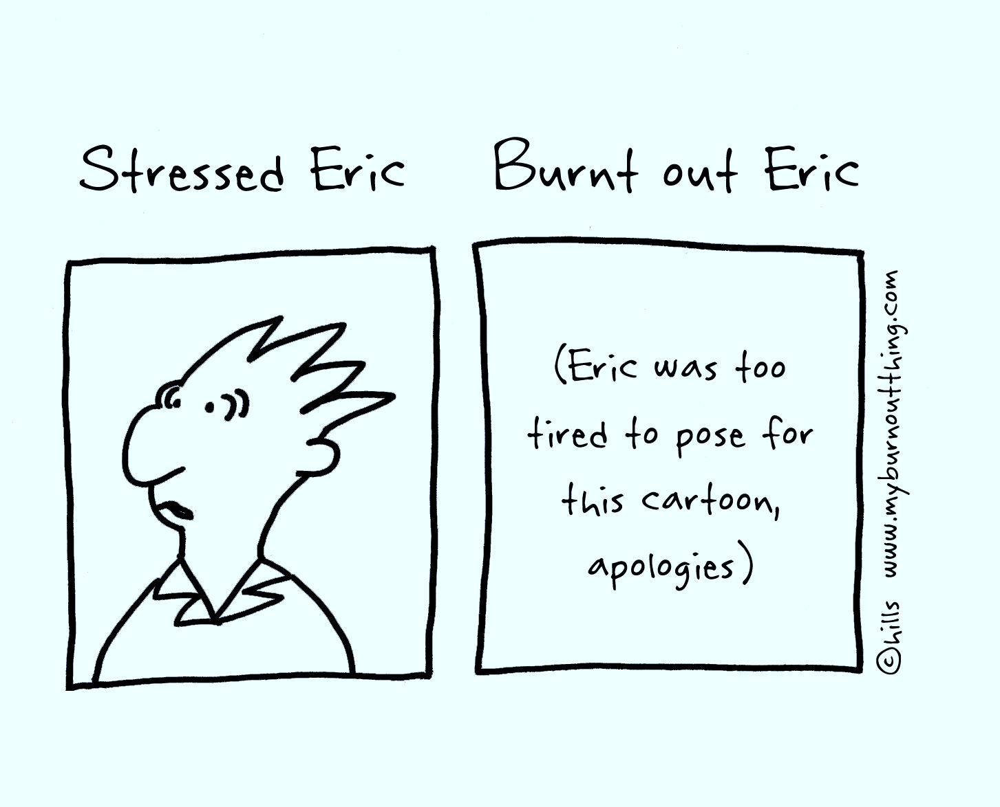 Stressed Eric
Burnt out Eric
(Eric was too
tired to pose for
this cartoon,
apologies)
©hills www.myburnoutthing.com